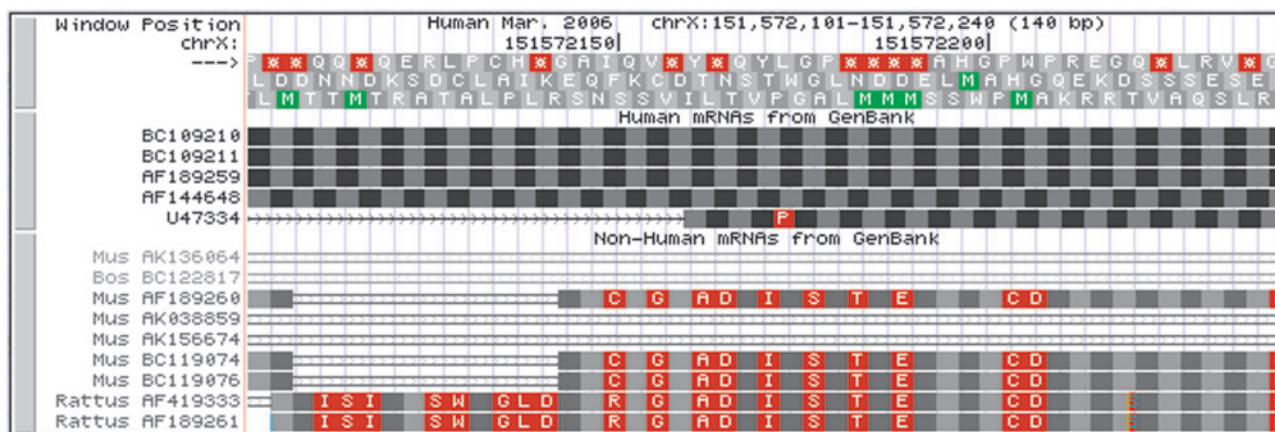 Window Position Human Mar. 2006 chrX:151,572,101-151,572,240 (140 bp)
chrX: 151572150| 151572200|
---> P * * Q Q * Q E R L P C H * G A I Q V * Y * Q Y L G P * * * * A H G P W P R E G Q * L R V * G
L D D N N D K S D C L A I K E Q F K C D T N S T W G L N D D E L M A H G Q E K D S S S E S E
L M T T M T R A T A L P L R S N S S V I L T V P G A L M M M S S W P M A K R R T V A Q S L R
Human mRNAs from GenBank
BC109210
BC109211
AF189259
AF144648
U47334 P
Non-Human mRNAs from GenBank
Mus AK136064
Bos BC122817
Mus AF189260 C G A D I S T E C D
Mus AK038859
Mus AK156674
Mus BC119074 C G A D I S T E C D
Mus BC119076 C G A D I S T E C D
Rattus AF419333 I S I S W G L D R G A D I S T E C D
Rattus AF189261 I S I S W G L D R G A D I S T E C D